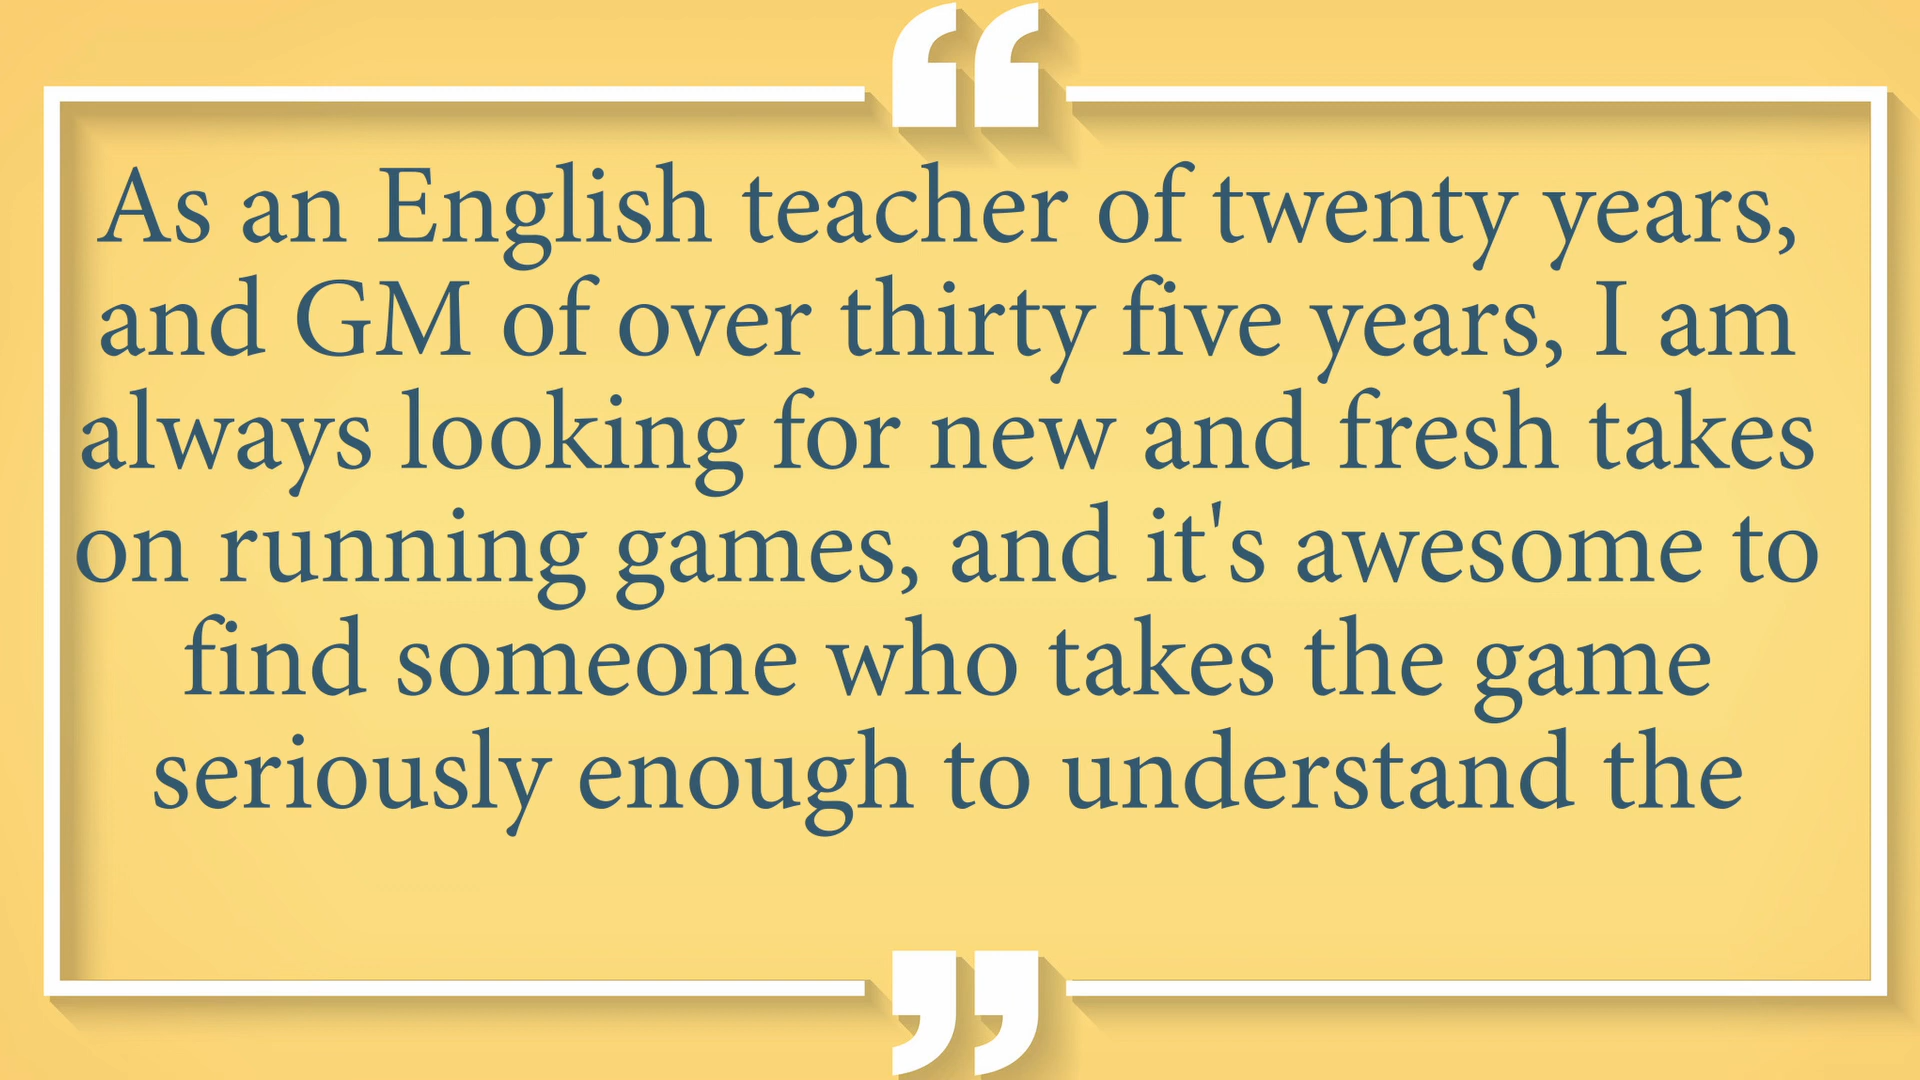 As an English teacher of twenty years,
and GM of over thirty five years, I am
always looking for new and fresh takes
on running games, and it's awesome to
find someone who takes the game
seriously enough to understand the